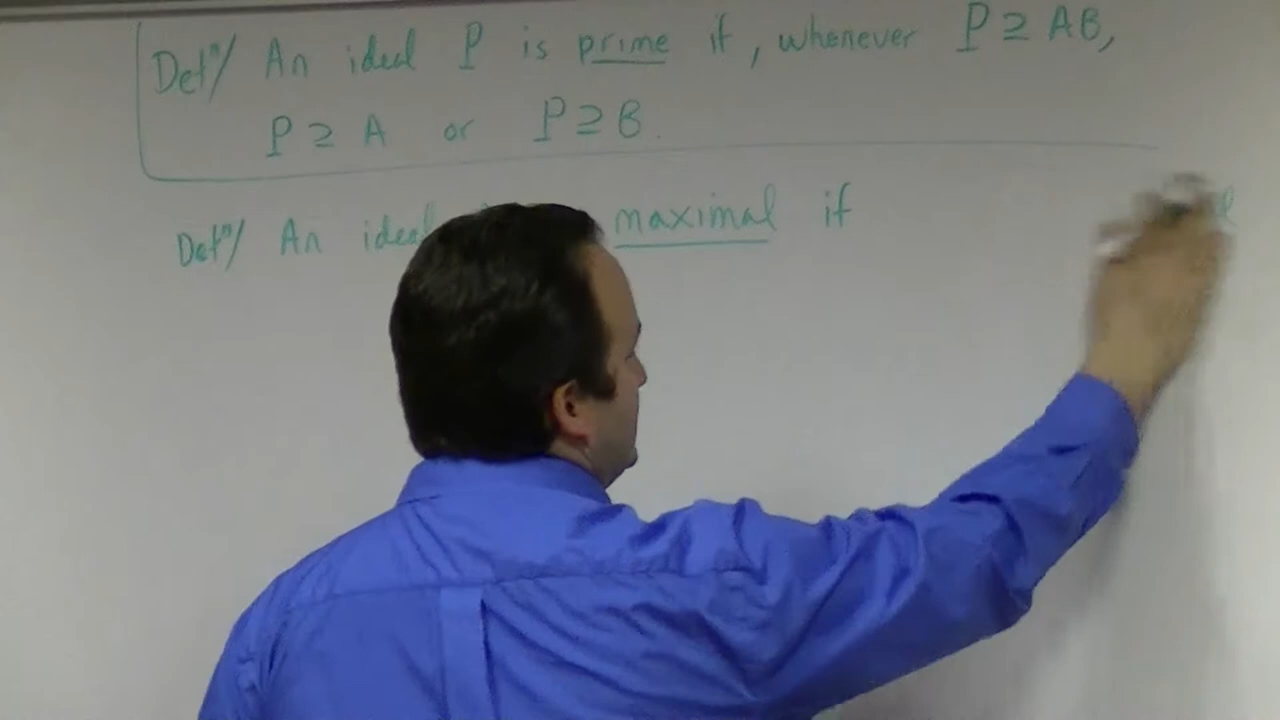 Defⁿ/ An ideal P is prime if, whenever P ⊇ AB,
P ⊇ A or P ⊇ B.
Defⁿ/ An ideal maximal if